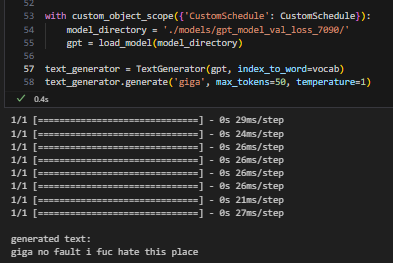 52
53 with custom_object_scope({'CustomSchedule': CustomSchedule}):
54     model_directory = './models/gpt_model_val_loss_7090/'
55     gpt = load_model(model_directory)
56
57 text_generator = TextGenerator(gpt, index_to_word=vocab)
58 text_generator.generate('giga', max_tokens=50, temperature=1)
✓ 0.4s
1/1 [==============================] - 0s 29ms/step
1/1 [==============================] - 0s 24ms/step
1/1 [==============================] - 0s 26ms/step
1/1 [==============================] - 0s 26ms/step
1/1 [==============================] - 0s 26ms/step
1/1 [==============================] - 0s 26ms/step
1/1 [==============================] - 0s 21ms/step
1/1 [==============================] - 0s 27ms/step
generated text:
giga no fault i fuc hate this place